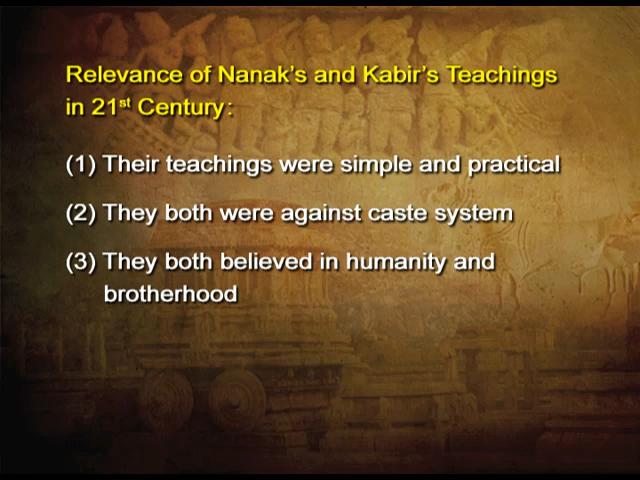 Relevance of Nanak's and Kabir's Teachings
in 21st Century:
(1) Their teachings were simple and practical
(2) They both were against caste system
(3) They both believed in humanity and
brotherhood